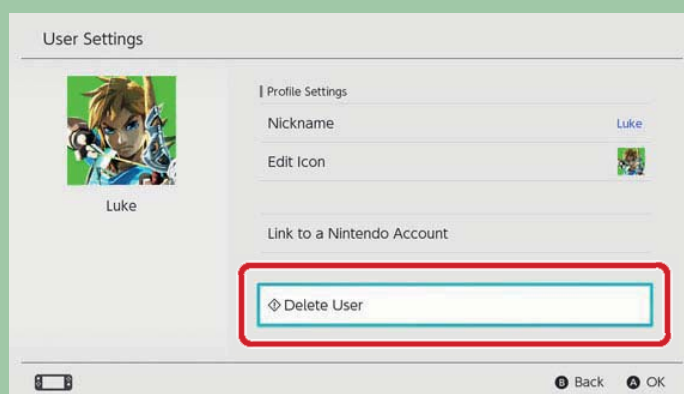 User Settings
Luke
Profile Settings
Nickname Luke
Edit Icon
Link to a Nintendo Account
Delete User
B Back A OK